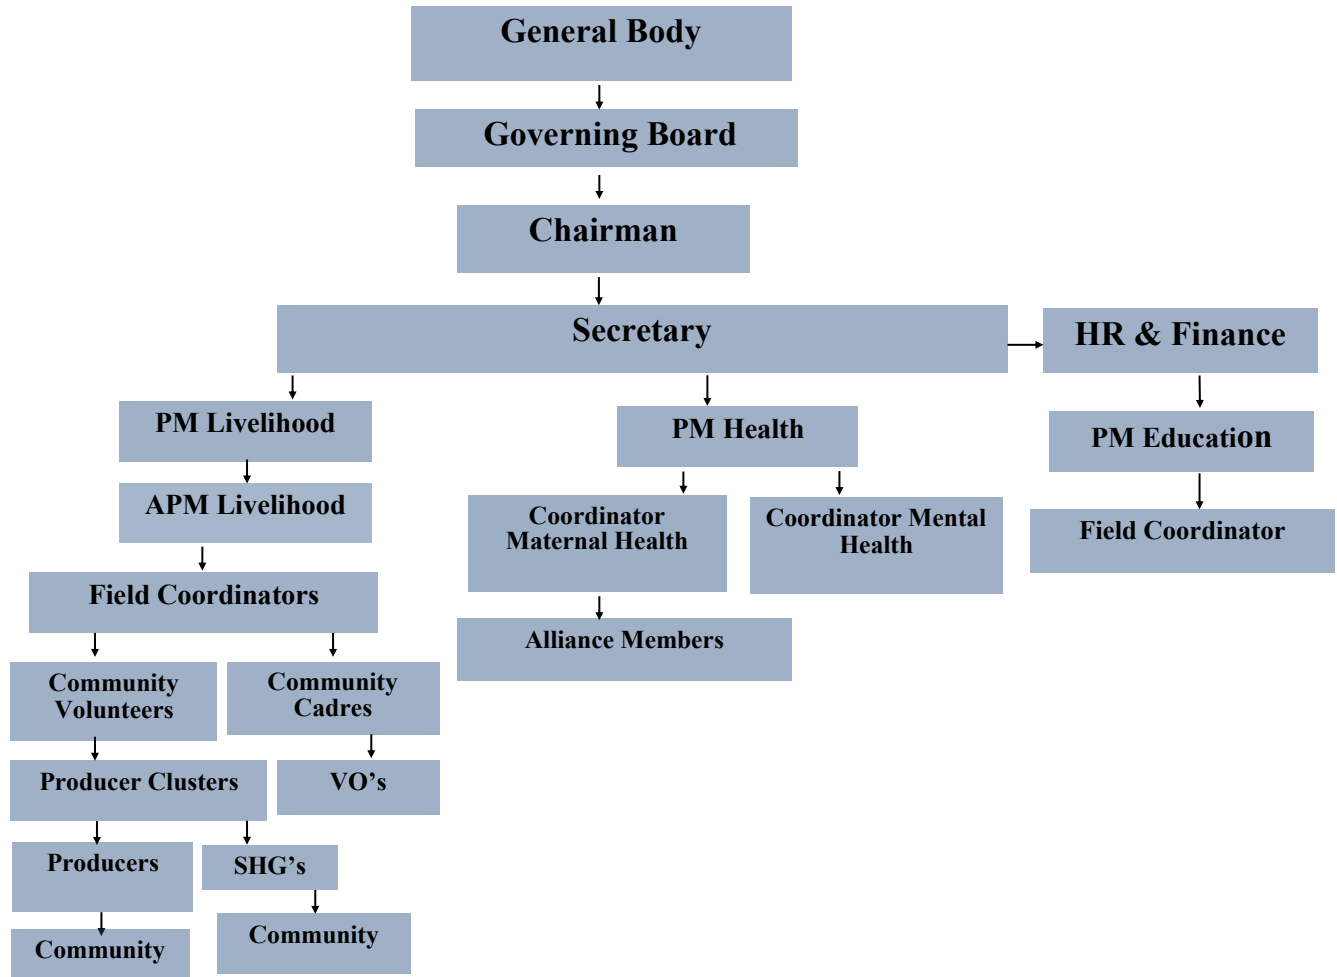 General Body
Governing Board
Chairman
Secretary
HR & Finance
PM Livelihood
PM Health
PM Education
APM Livelihood
Coordinator
Maternal Health
Coordinator Mental
Health
Field Coordinator
Field Coordinators
Alliance Members
Community
Volunteers
Community
Cadres
Producer Clusters
VO’s
Producers
SHG’s
Community
Community